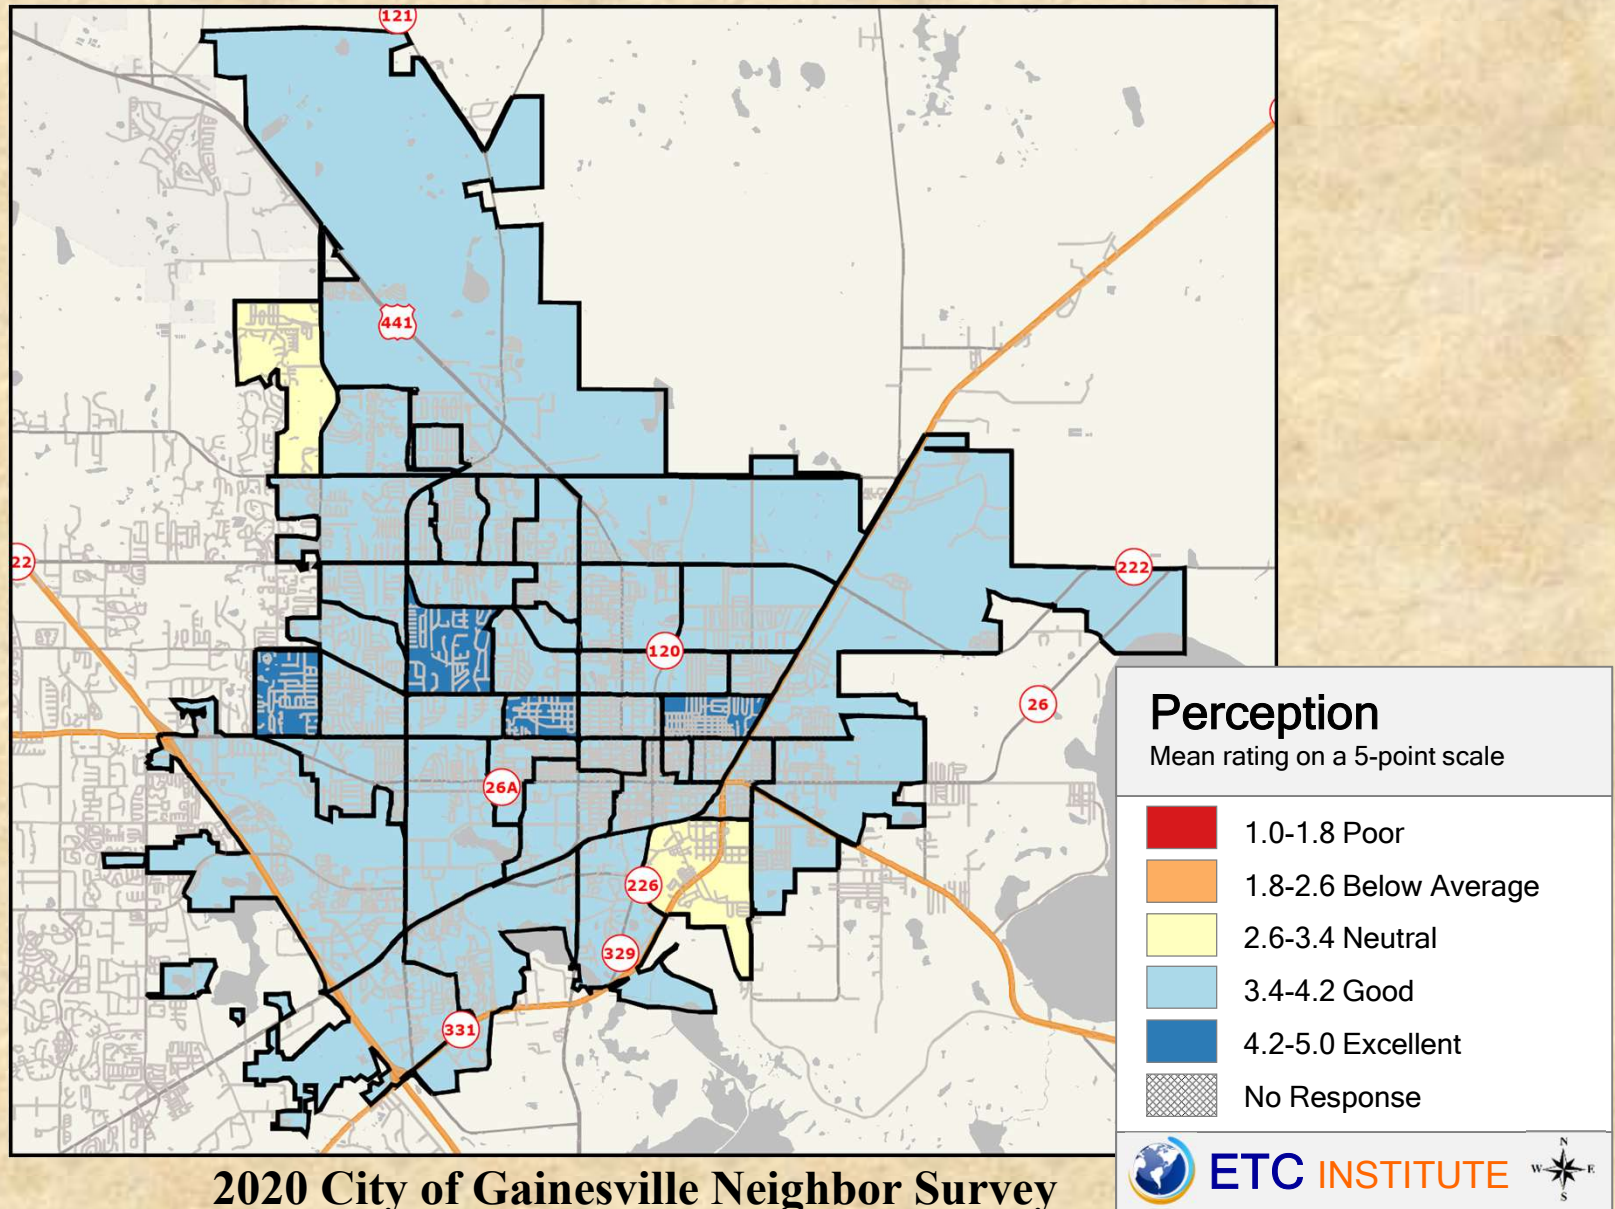 121
441
22
222
120
26
26A
226
329
331
Perception
Mean rating on a 5-point scale
1.0-1.8 Poor
1.8-2.6 Below Average
2.6-3.4 Neutral
3.4-4.2 Good
4.2-5.0 Excellent
No Response
ETC INSTITUTE
N
W E
S
2020 City of Gainesville Neighbor Survey